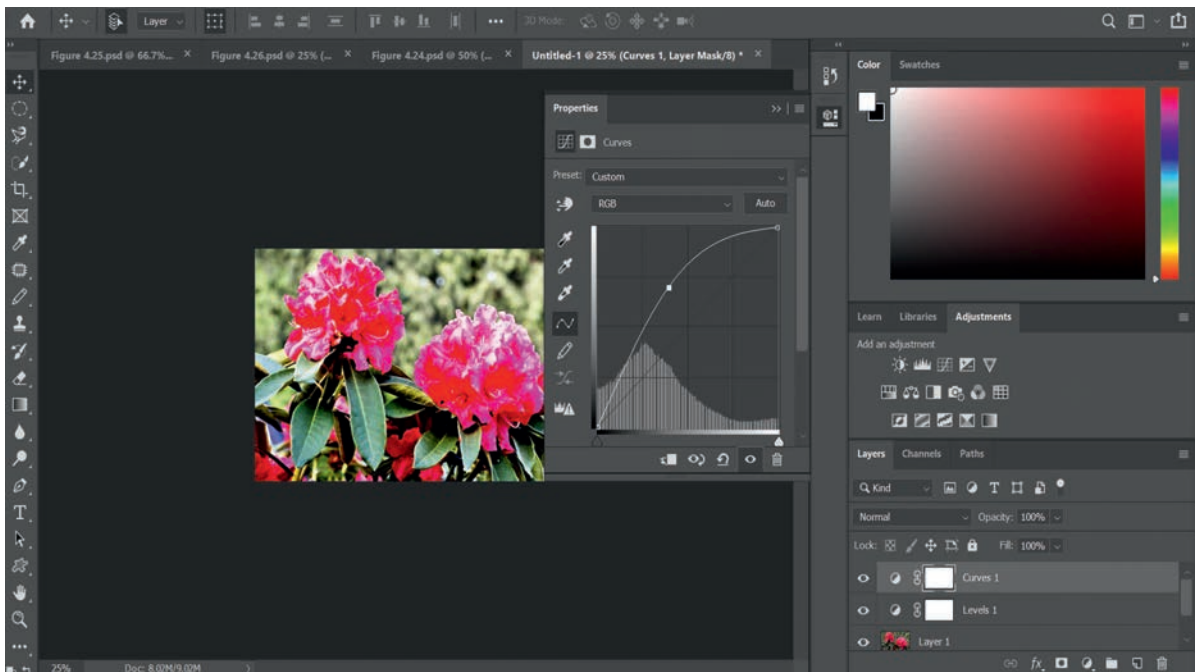 Layer
3D Mode:
Figure 4.25.psd @ 66.7%... ×
Figure 4.26.psd @ 25% (... ×
Figure 4.24.psd @ 50% (... ×
Untitled-1 @ 25% (Curves 1, Layer Mask/8) * ×
Properties
Curves
Preset: Custom
RGB
Auto
Color
Swatches
Learn
Libraries
Adjustments
Add an adjustment
Layers
Channels
Paths
Kind
Normal
Opacity: 100%
Lock:
Fill: 100%
Curves 1
Levels 1
Layer 1
25%
Doc: 8.02M/9.02M